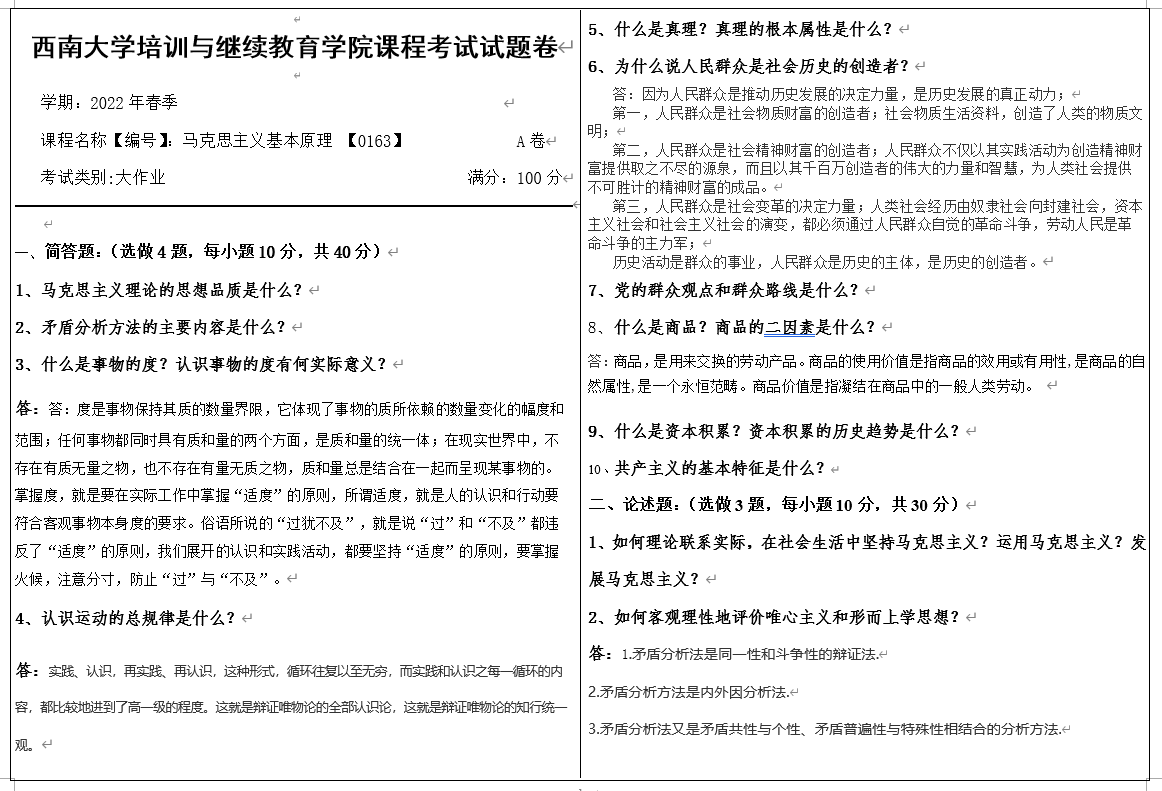 西南大学培训与继续教育学院课程考试试题卷
学期：2022 年春季
课程名称【编号】：马克思主义基本原理 【0163】 A 卷
考试类别:大作业 满分：100 分
一、简答题：（选做 4 题，每小题 10 分，共 40 分）
1、马克思主义理论的思想品质是什么？
2、矛盾分析方法的主要内容是什么？
3、什么是事物的度？认识事物的度有何实际意义？
答：答：度是事物保持其质的数量界限，它体现了事物的质所依赖的数量变化的幅度和
范围；任何事物都同时具有质和量的两个方面，是质和量的统一体；在现实世界中，不
存在有质无量之物，也不存在有量无质之物，质和量总是结合在一起而呈现某事物的。
掌握度，就是要在实际工作中掌握“适度”的原则，所谓适度，就是人的认识和行动要
符合客观事物本身度的要求。俗语所说的“过犹不及”，就是说“过”和“不及”都违
反了“适度”的原则，我们展开的认识和实践活动，都要坚持“适度”的原则，要掌握
火候，注意分寸，防止“过”与“不及”。
4、认识运动的总规律是什么？
答：实践、认识，再实践、再认识，这种形式，循环往复以至无穷，而实践和认识之每一循环的内
容，都比较地进到了高一级的程度。这就是辩证唯物论的全部认识论，这就是辩证唯物论的知行统一
观。
5、什么是真理？真理的根本属性是什么？
6、为什么说人民群众是社会历史的创造者？
答：因为人民群众是推动历史发展的决定力量，是历史发展的真正动力；
第一，人民群众是社会物质财富的创造者；社会物质生活资料，创造了人类的物质文
明；
第二，人民群众是社会精神财富的创造者；人民群众不仅以其实践活动为创造精神财
富提供取之不尽的源泉，而且以其千百万创造者的伟大的力量和智慧，为人类社会提供
不可胜计的精神财富的成品。
第三，人民群众是社会变革的决定力量；人类社会经历由奴隶社会向封建社会，资本
主义社会和社会主义社会的演变，都必须通过人民群众自觉的革命斗争，劳动人民是革
命斗争的主力军；
历史活动是群众的事业，人民群众是历史的主体，是历史的创造者。
7、党的群众观点和群众路线是什么？
8、什么是商品？商品的二因素是什么？
答：商品，是用来交换的劳动产品。商品的使用价值是指商品的效用或有用性,是商品的自
然属性,是一个永恒范畴。商品价值是指凝结在商品中的一般人类劳动。
9、什么是资本积累？资本积累的历史趋势是什么？
10、共产主义的基本特征是什么？
二、论述题：（选做 3 题，每小题 10 分，共 30 分）
1、如何理论联系实际，在社会生活中坚持马克思主义？运用马克思主义？发
展马克思主义？
2、如何客观理性地评价唯心主义和形而上学思想？
答：1.矛盾分析法是同一性和斗争性的辩证法.
2.矛盾分析方法是内外因分析法.
3.矛盾分析法又是矛盾共性与个性、矛盾普遍性与特殊性相结合的分析方法.